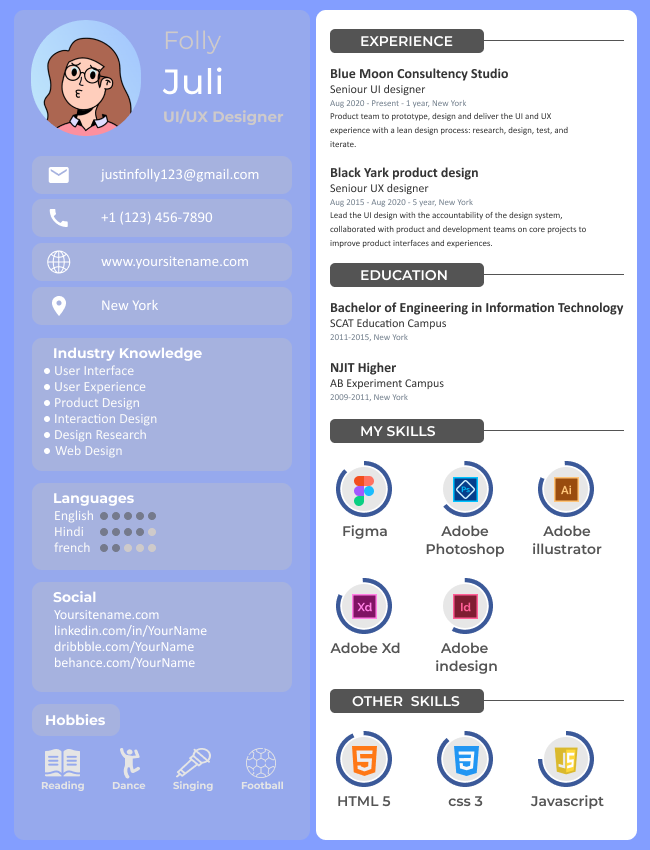 Folly
Juli
UI/UX Designer
justinfolly123@gmail.com
+1 (123) 456-7890
www.yoursitename.com
New York
Industry Knowledge
User Interface
User Experience
Product Design
Interaction Design
Design Research
Web Design
Languages
English
Hindi
french
Social
Yoursitename.com
linkedin.com/in/YourName
dribbble.com/YourName
behance.com/YourName
Hobbies
Reading Dance Singing Football
EXPERIENCE
Blue Moon Consultency Studio
Seniour UI designer
Aug 2020 - Present - 1 year, New York
Product team to prototype, design and deliver the UI and UX
experience with a lean design process: research, design, test, and
iterate.
Black Yark product design
Seniour UX designer
Aug 2015 - Aug 2020 - 5 year, New York
Lead the UI design with the accountability of the design system,
collaborated with product and development teams on core projects to
improve product interfaces and experiences.
EDUCATION
Bachelor of Engineering in Information Technology
SCAT Education Campus
2011-2015, New York
NJIT Higher
AB Experiment Campus
2009-2011, New York
MY SKILLS
Ps Ai
Figma Adobe Adobe
Photoshop illustrator
Xd Id
Adobe Xd Adobe
indesign
OTHER SKILLS
5 3 JS
HTML 5 css 3 Javascript